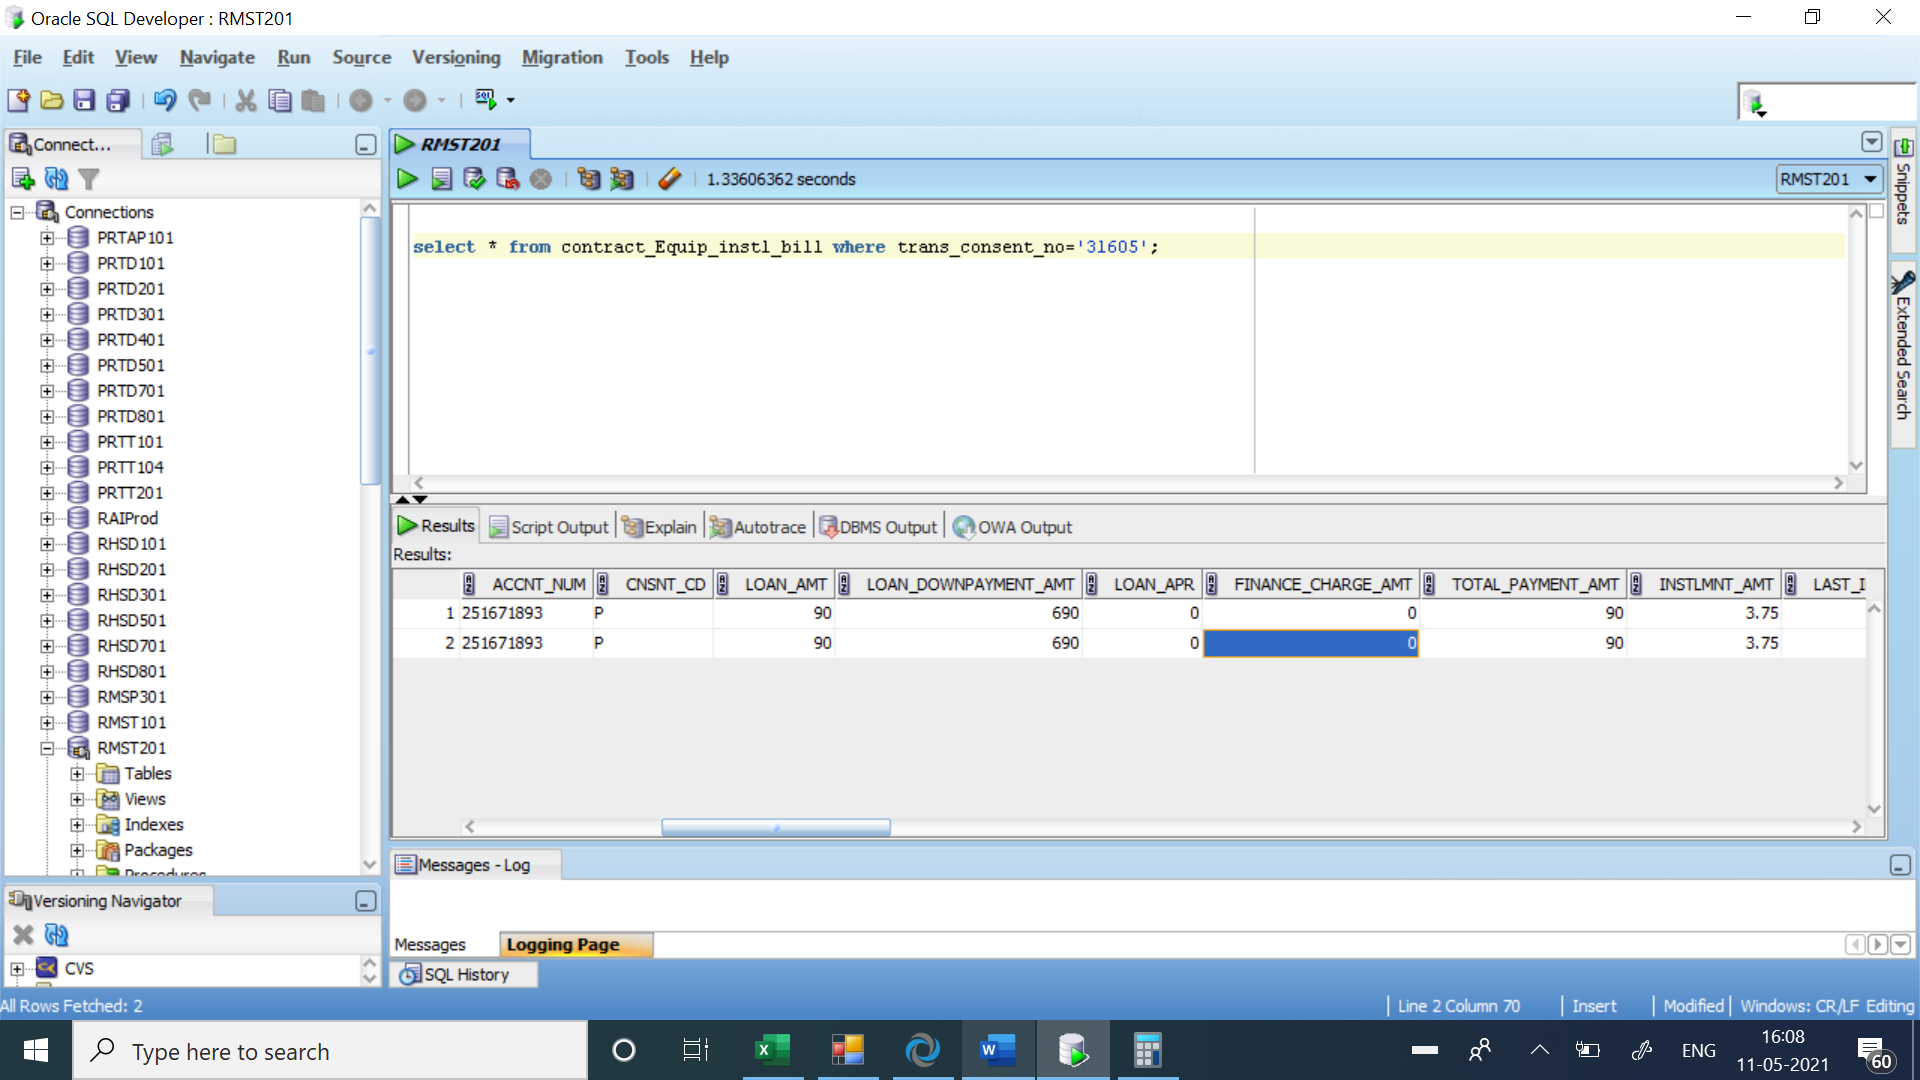 Oracle SQL Developer : RMST201
File Edit View Navigate Run Source Versioning Migration Tools Help
Connect...
RMST201
1.33606362 seconds
RMST201
Snippets
Extended Search
Connections
PRTAP101
PRTD101
PRTD201
PRTD301
PRTD401
PRTD501
PRTD701
PRTD801
PRTT101
PRTT104
PRTT201
RAIProd
RHSD101
RHSD201
RHSD301
RHSD501
RHSD701
RHSD801
RMSP301
RMST101
RMST201
Tables
Views
Indexes
Packages
Procedures
select * from contract_Equip_instl_bill where trans_consent_no='31605';
Results Script Output Explain Autotrace DBMS Output OWA Output
Results:
ACCNT_NUM CNSNT_CD LOAN_AMT LOAN_DOWNPAYMENT_AMT LOAN_APR FINANCE_CHARGE_AMT TOTAL_PAYMENT_AMT INSTLMNT_AMT LAST_I
1 251671893 P 90 690 0 0 90 3.75
2 251671893 P 90 690 0 0 90 3.75
Messages - Log
Messages Logging Page
SQL History
Versioning Navigator
CVS
All Rows Fetched: 2
Line 2 Column 70 Insert Modified Windows: CR/LF Editing
Type here to search
ENG
16:08
11-05-2021
60